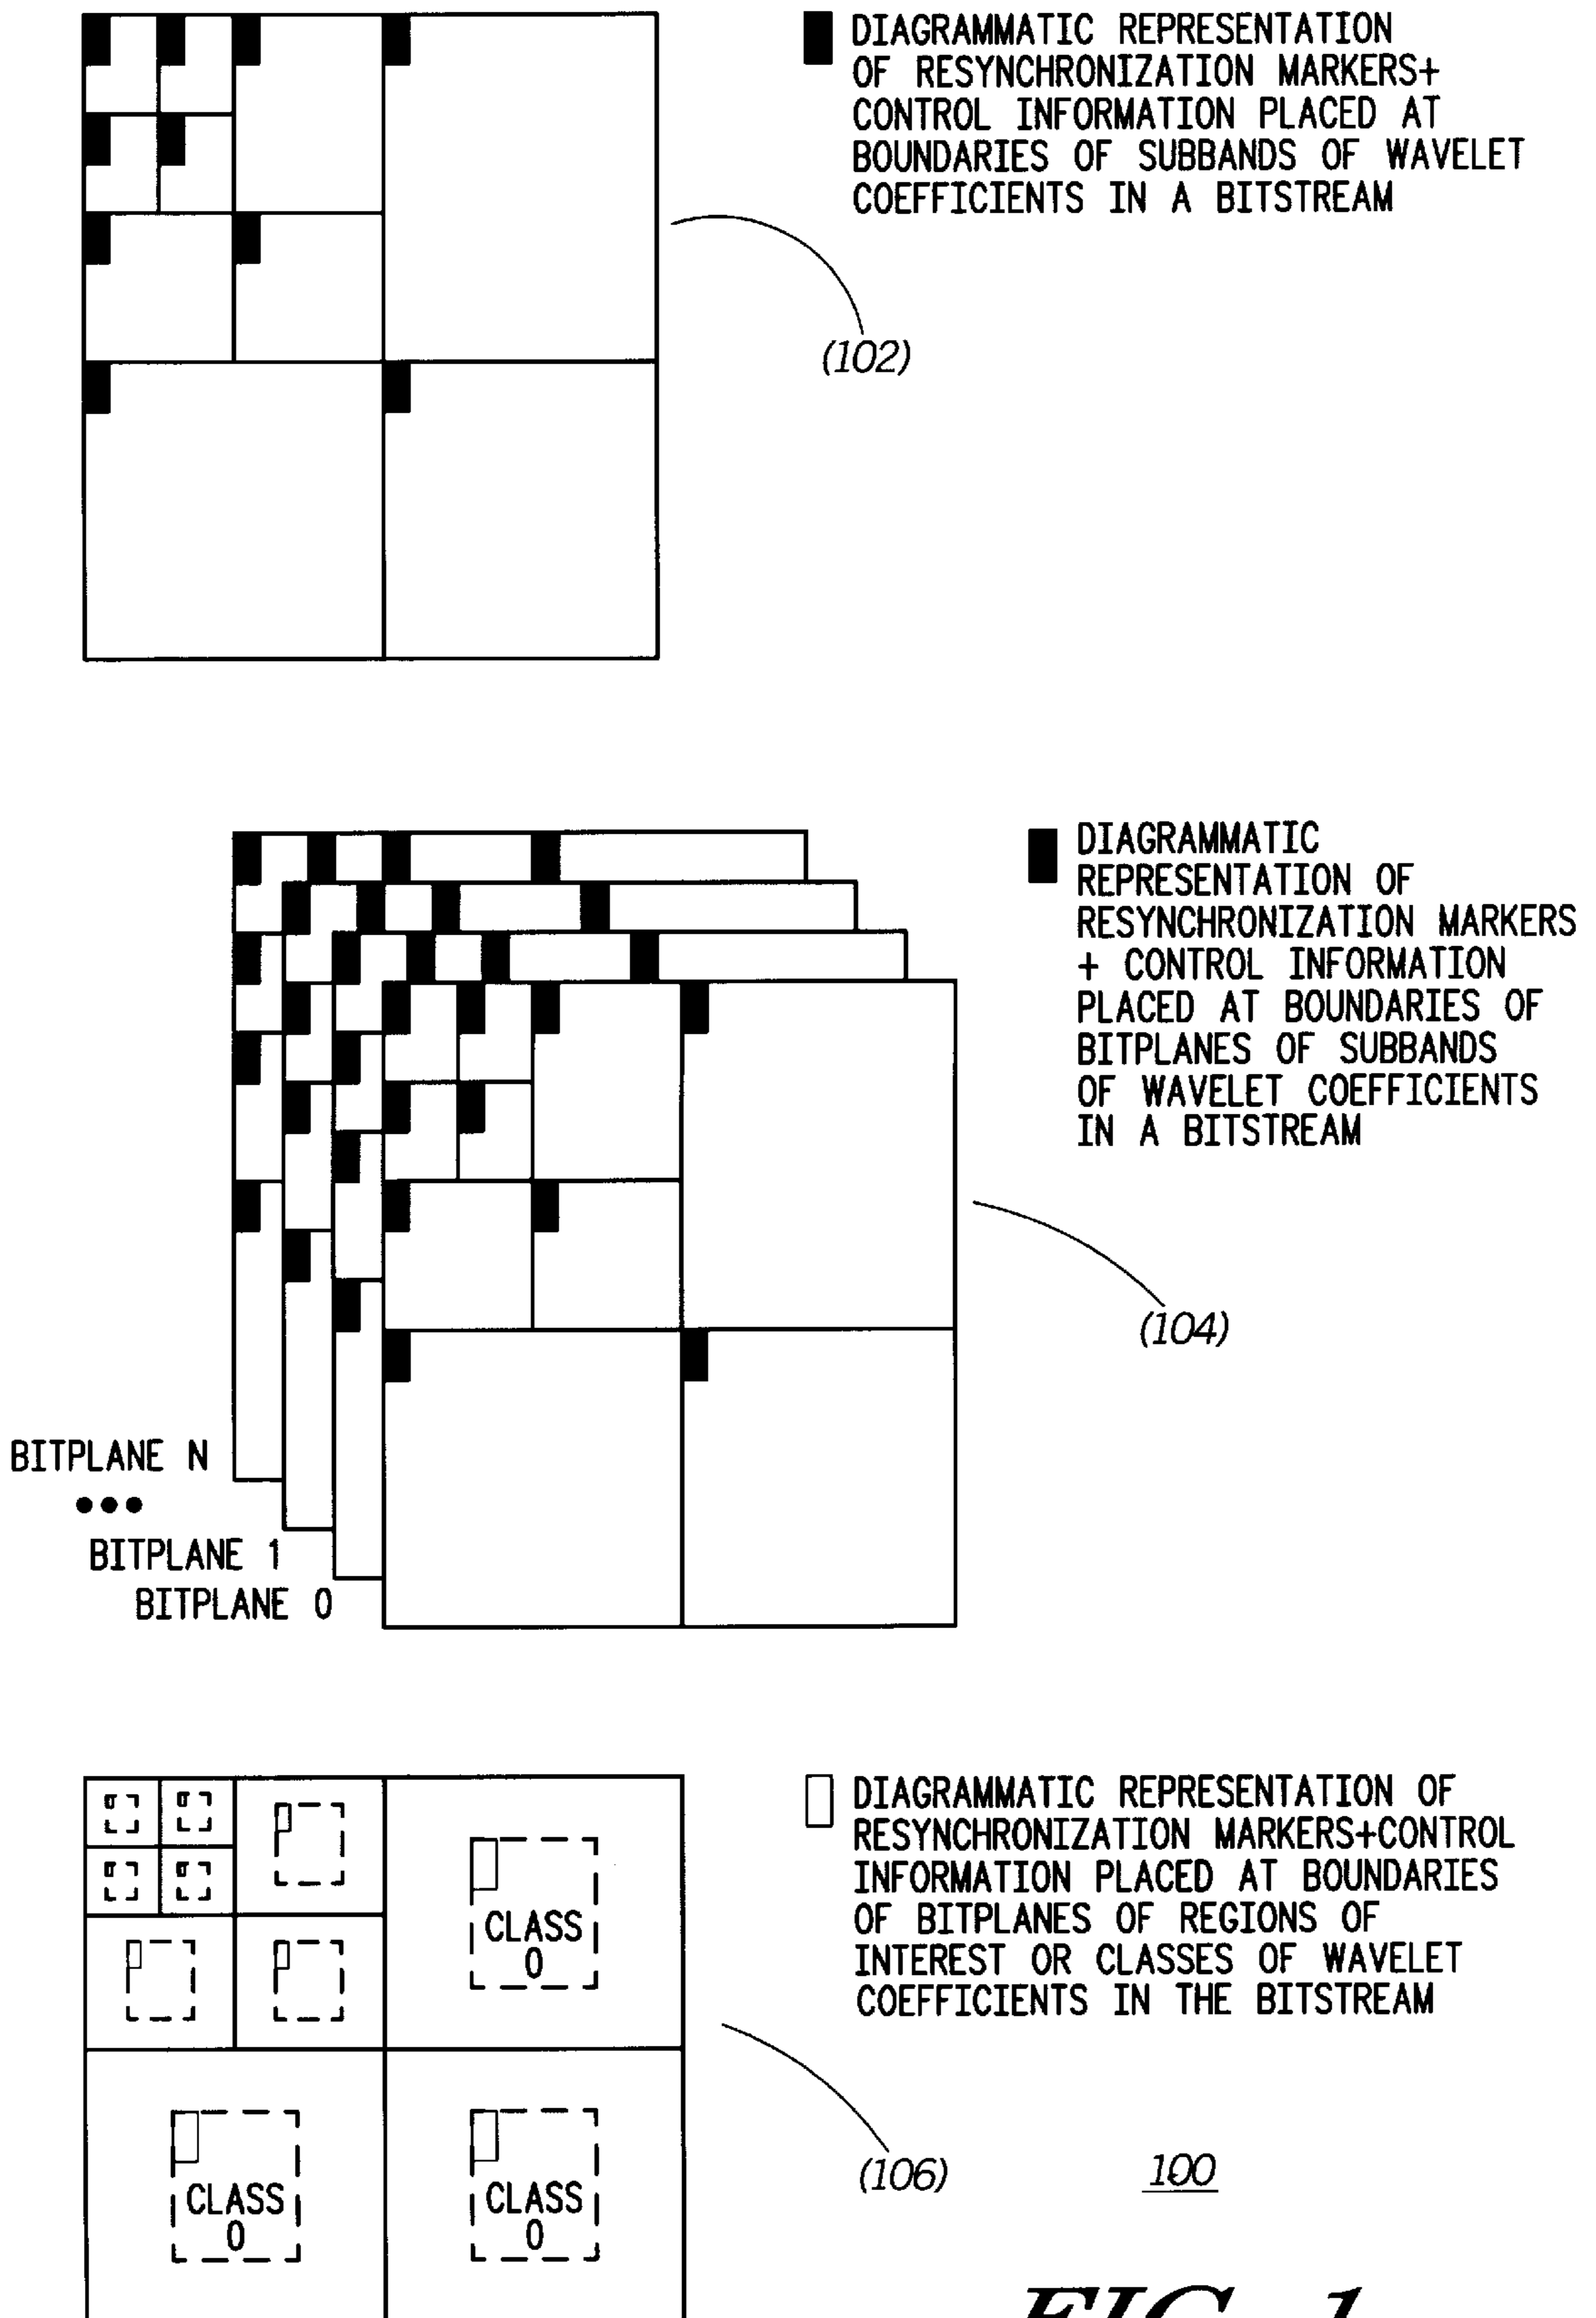 DIAGRAMMATIC REPRESENTATION
OF RESYNCHRONIZATION MARKERS+
CONTROL INFORMATION PLACED AT
BOUNDARIES OF SUBBANDS OF WAVELET
COEFFICIENTS IN A BITSTREAM
(102)
DIAGRAMMATIC
REPRESENTATION OF
RESYNCHRONIZATION MARKERS
+ CONTROL INFORMATION
PLACED AT BOUNDARIES OF
BITPLANES OF SUBBANDS
OF WAVELET COEFFICIENTS
IN A BITSTREAM
(104)
BITPLANE N
•••
BITPLANE 1
BITPLANE 0
DIAGRAMMATIC REPRESENTATION OF
RESYNCHRONIZATION MARKERS+CONTROL
INFORMATION PLACED AT BOUNDARIES
OF BITPLANES OF REGIONS OF
INTEREST OR CLASSES OF WAVELET
COEFFICIENTS IN THE BITSTREAM
CLASS
0
(106)
CLASS
0
CLASS
0
100
FIG. 1